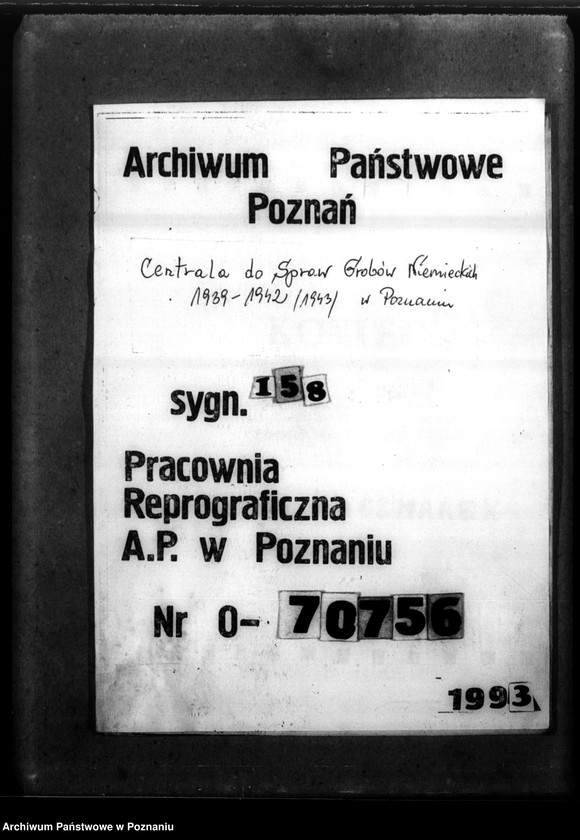 Archiwum Państwowe
Poznań
Centrala do Spraw Grobów Niemieckich
1939-1942/1943/ w Poznaniu
sygn. 158
Pracownia
Reprograficzna
A.P. w Poznaniu
Nr 0-70756
1993
Archiwum Państwowe w Poznaniu